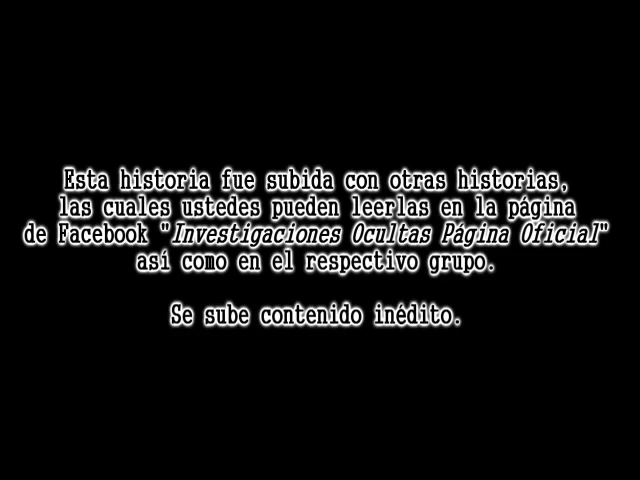 Esta historia fue subida con otras historias,
las cuales ustedes pueden leerlas en la página
de Facebook "Investigaciones Ocultas Página Oficial"
así como en el respectivo grupo.
Se sube contenido inédito.